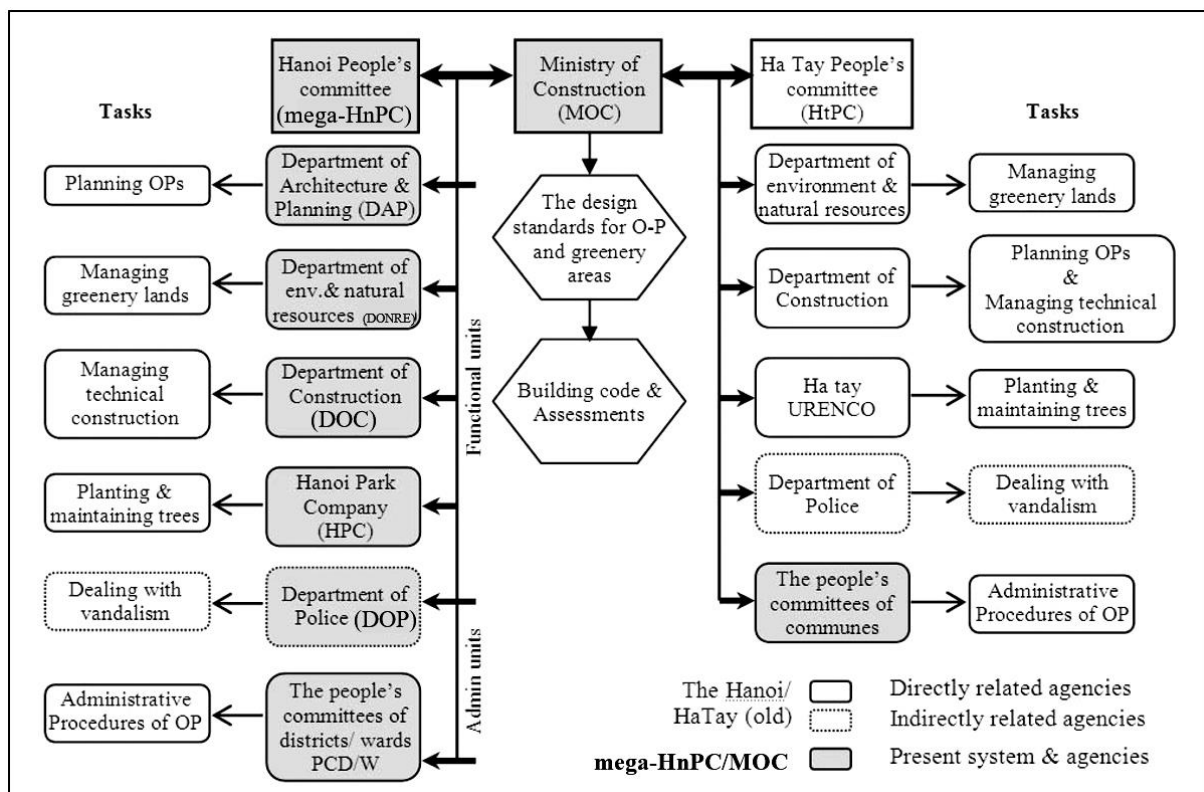 Hanoi People's
committee
(mega-HnPC)
Ministry of
Construction
(MOC)
Ha Tay People's
committee
(HtPC)
Tasks
Tasks
Planning OPs
Department of
Architecture &
Planning (DAP)
Managing
greenery lands
Department of
env.& natural
resources (DONRE)
Managing
technical
construction
Department of
Construction
(DOC)
Planting &
maintaining trees
Hanoi Park
Company
(HPC)
Dealing with
vandalism
Department of
Police (DOP)
Administrative
Procedures of OP
The people's
committees of
districts/ wards
PCD/W
Functional units
Admin units
The design
standards for O-P
and greenery
areas
Building code &
Assessments
Department of
environment &
natural resources
Managing
greenery lands
Department of
Construction
Planning OPs
&
Managing technical
construction
Ha tay
URENCO
Planting &
maintaining trees
Department of
Police
Dealing with
vandalism
The people's
committees of
communes
Administrative
Procedures of OP
The Hanoi/
HaTay (old)
Directly related agencies
Indirectly related agencies
mega-HnPC/MOC
Present system & agencies